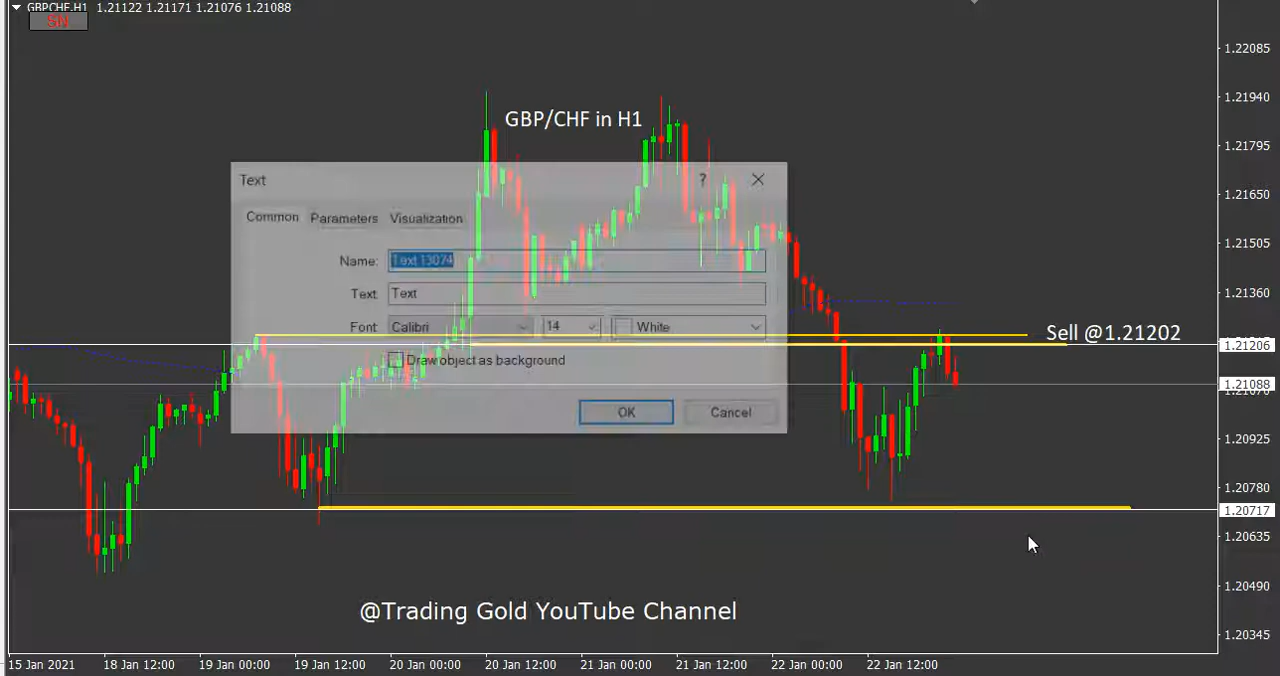 GBPCHF,H1 1.21122 1.21171 1.21076 1.21088
SN
1.22085
GBP/CHF in H1
1.21940
1.21795
Text
?
1.21650
Common Parameters Visualization
1.21505
Name: Text 13074
Text: Text
1.21360
Font: Calibri 14 White
Sell @1.21202
1.21206
Draw object as background
1.21088
OK Cancel
1.20925
1.20780
1.20717
1.20635
1.20490
@Trading Gold YouTube Channel
1.20345
15 Jan 2021 18 Jan 12:00 19 Jan 00:00 19 Jan 12:00 20 Jan 00:00 20 Jan 12:00 21 Jan 00:00 21 Jan 12:00 22 Jan 00:00 22 Jan 12:00